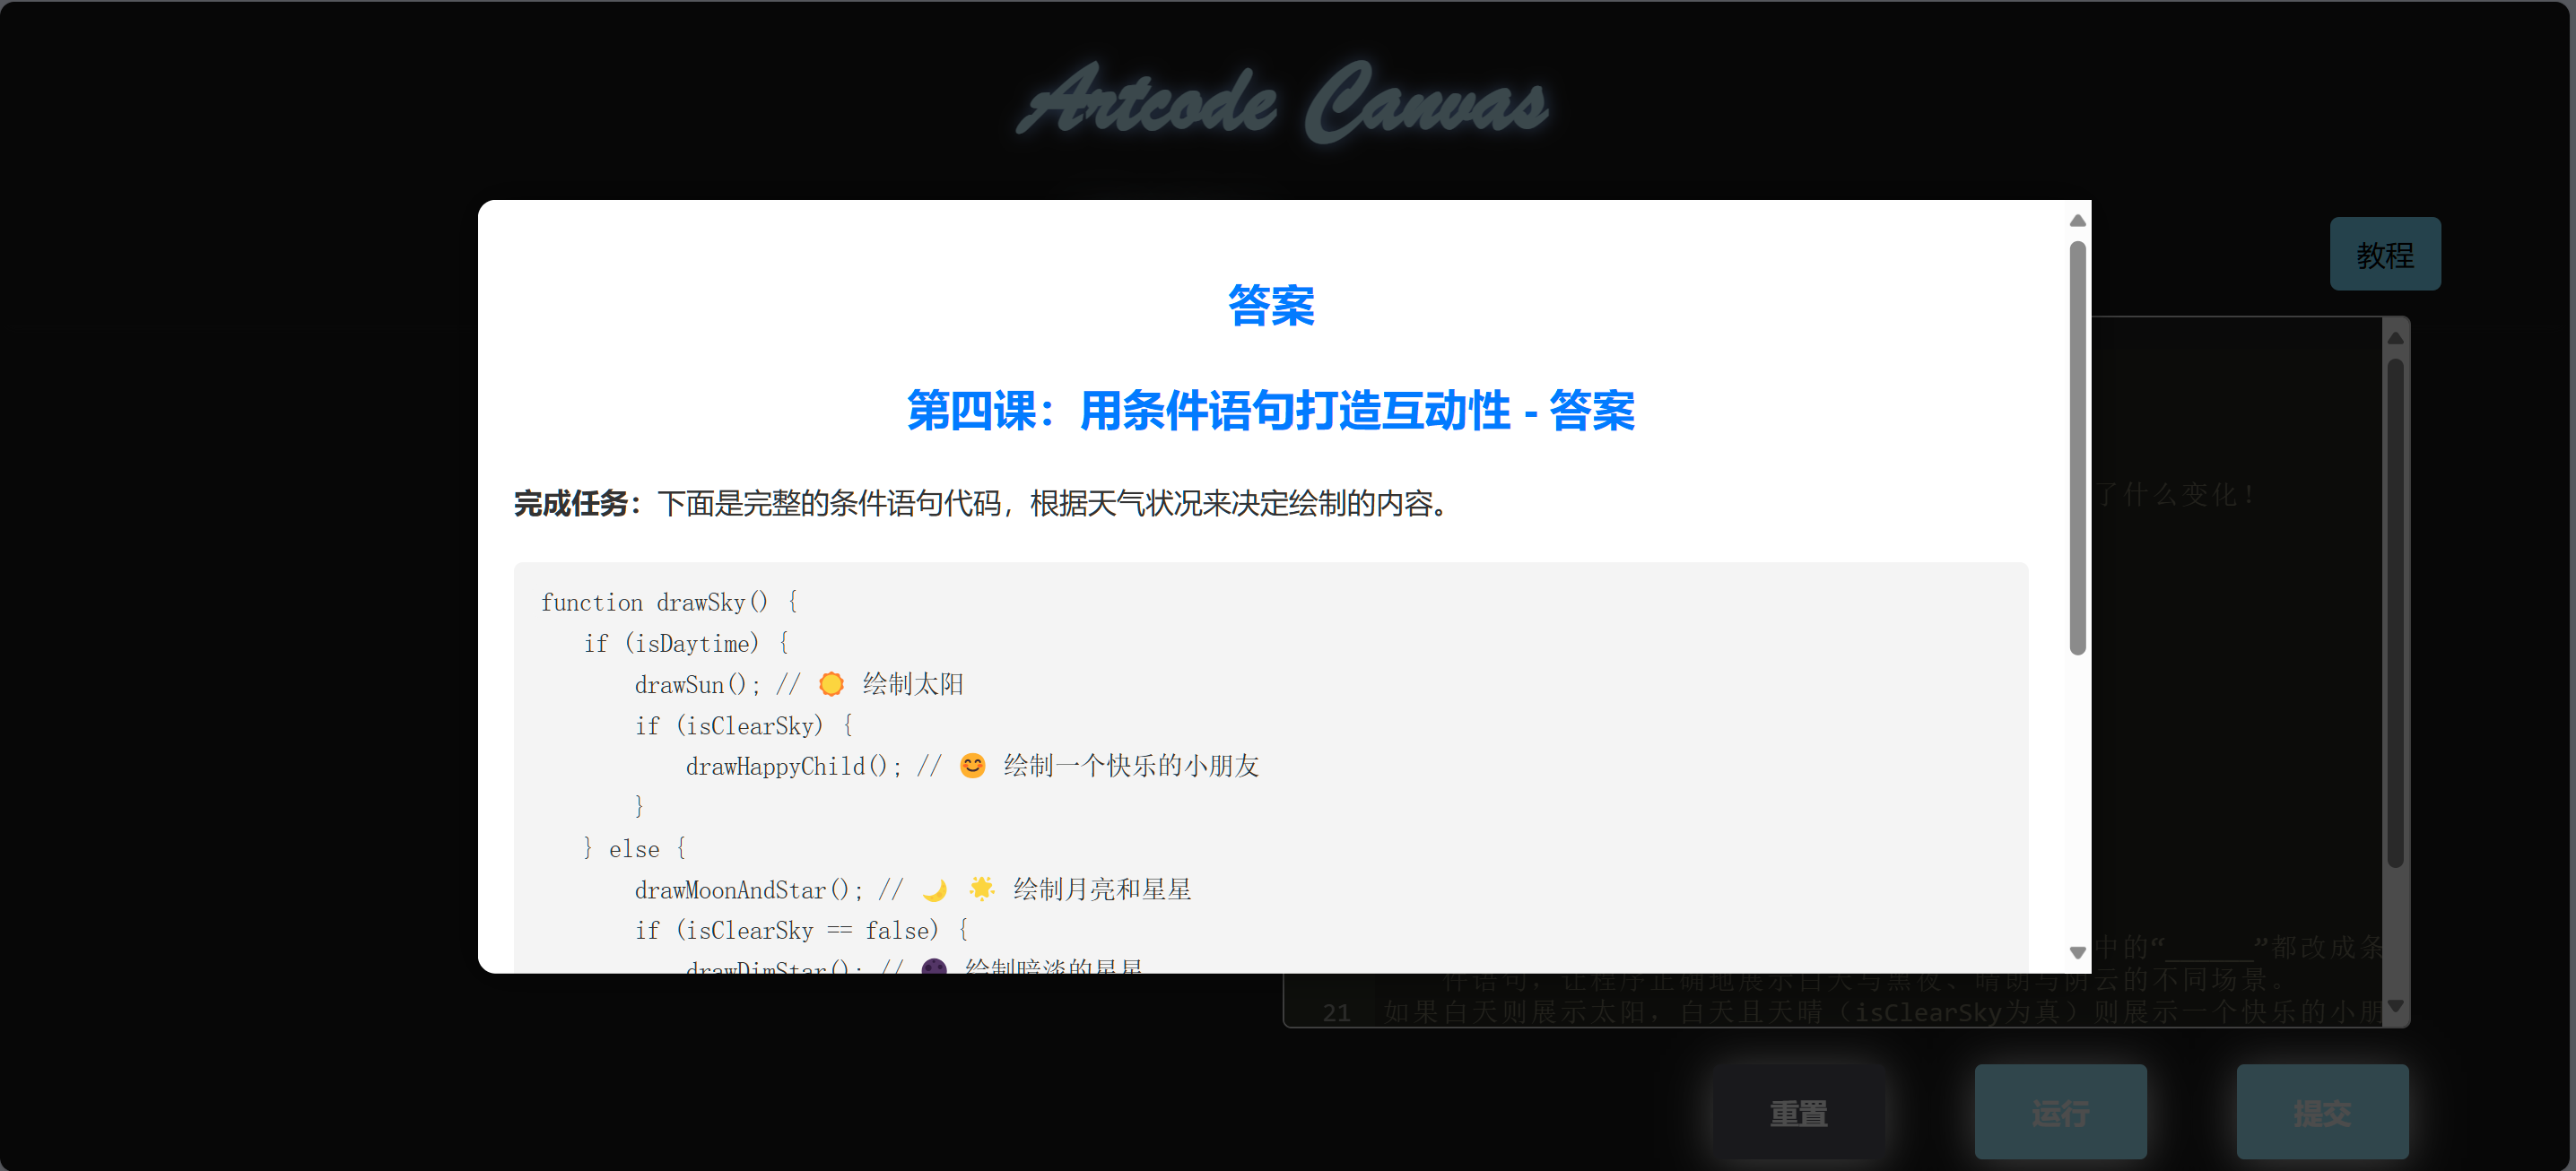 Artcode Canvas
教程
答案
第四课：用条件语句打造互动性 - 答案
完成任务：下面是完整的条件语句代码，根据天气状况来决定绘制的内容。
function drawSky() {
if (isDaytime) {
drawSun(); // 🌞 绘制太阳
if (isClearSky) {
drawHappyChild(); // 😊 绘制一个快乐的小朋友
}
} else {
drawMoonAndStar(); // 🌙 🌟 绘制月亮和星星
if (isClearSky == false) {
drawDimStar(); // 🌑 绘制暗淡的星星
了什么变化！
中的“______”都改成条
件语句，让程序正确地展示白天与黑夜、晴朗与阴云的不同场景。
21 如果白天则展示太阳，白天且天晴（isClearSky为真）则展示一个快乐的小朋
重置
运行
提交